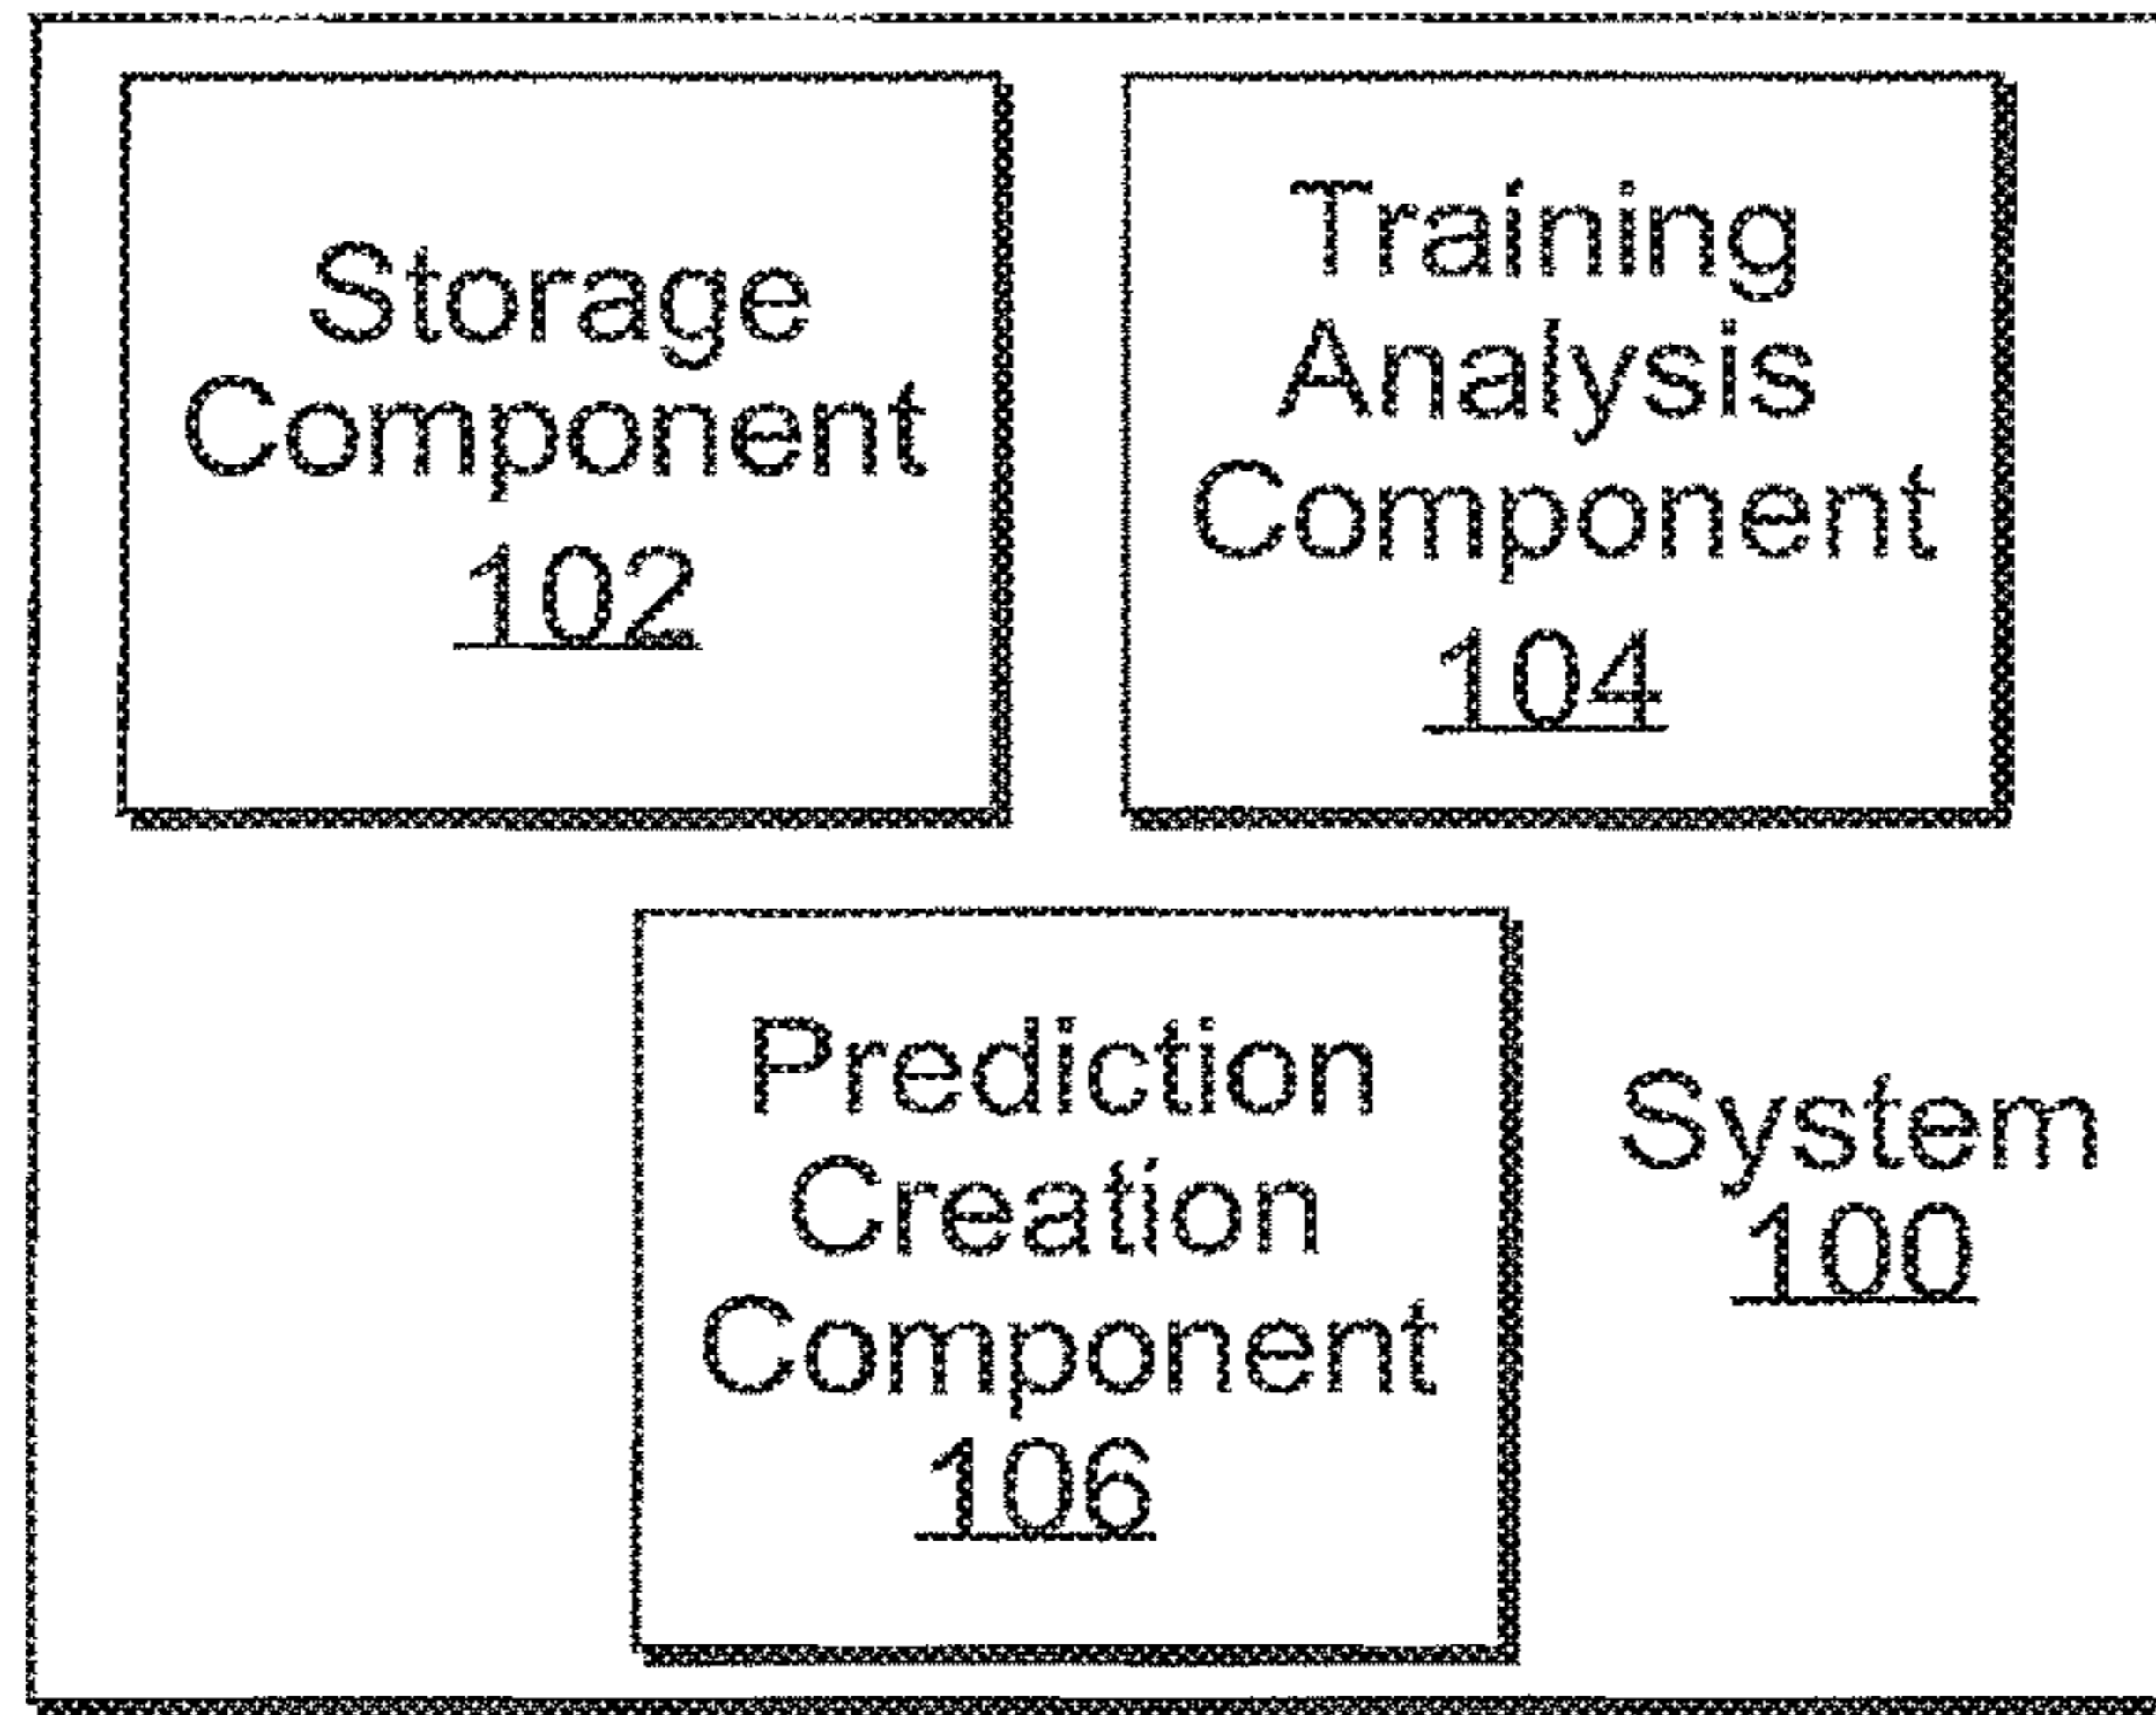 Storage
Component
102
Training
Analysis
Component
104
Prediction
Creation
Component
106
System
100